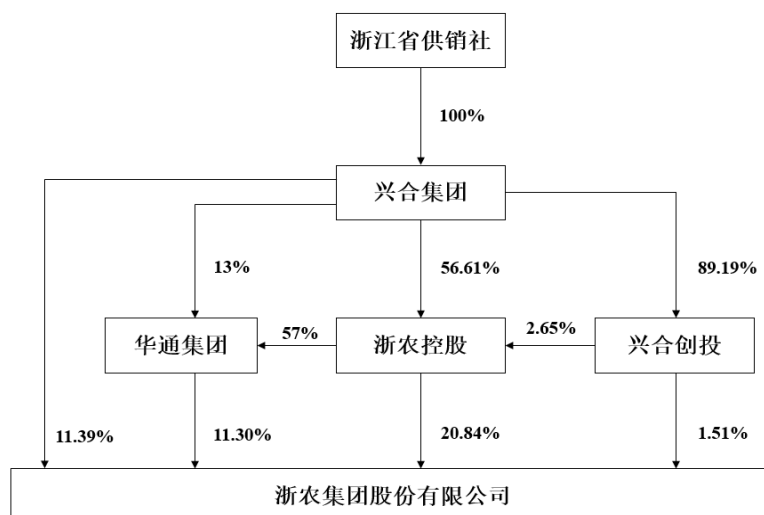 浙江省供销社
100%
兴合集团
13%
56.61%
89.19%
华通集团
57%
浙农控股
2.65%
兴合创投
11.39%
11.30%
20.84%
1.51%
浙农集团股份有限公司